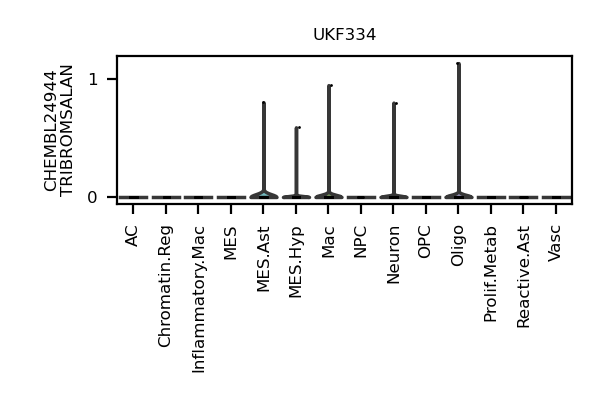 UKF334
CHEMBL24944
TRIBROMSALAN
1
0
AC
Chromatin.Reg
Inflammatory.Mac
MES
MES.Ast
MES.Hyp
Mac
NPC
Neuron
OPC
Oligo
Prolif.Metab
Reactive.Ast
Vasc